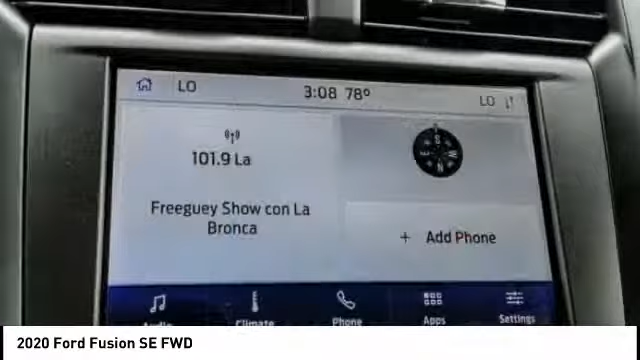 LO
3:08 78°
LO
101.9 La
Freeguey Show con La
Bronca
+ Add Phone
Audio
Climate
Phone
Apps
Settings
2020 Ford Fusion SE FWD